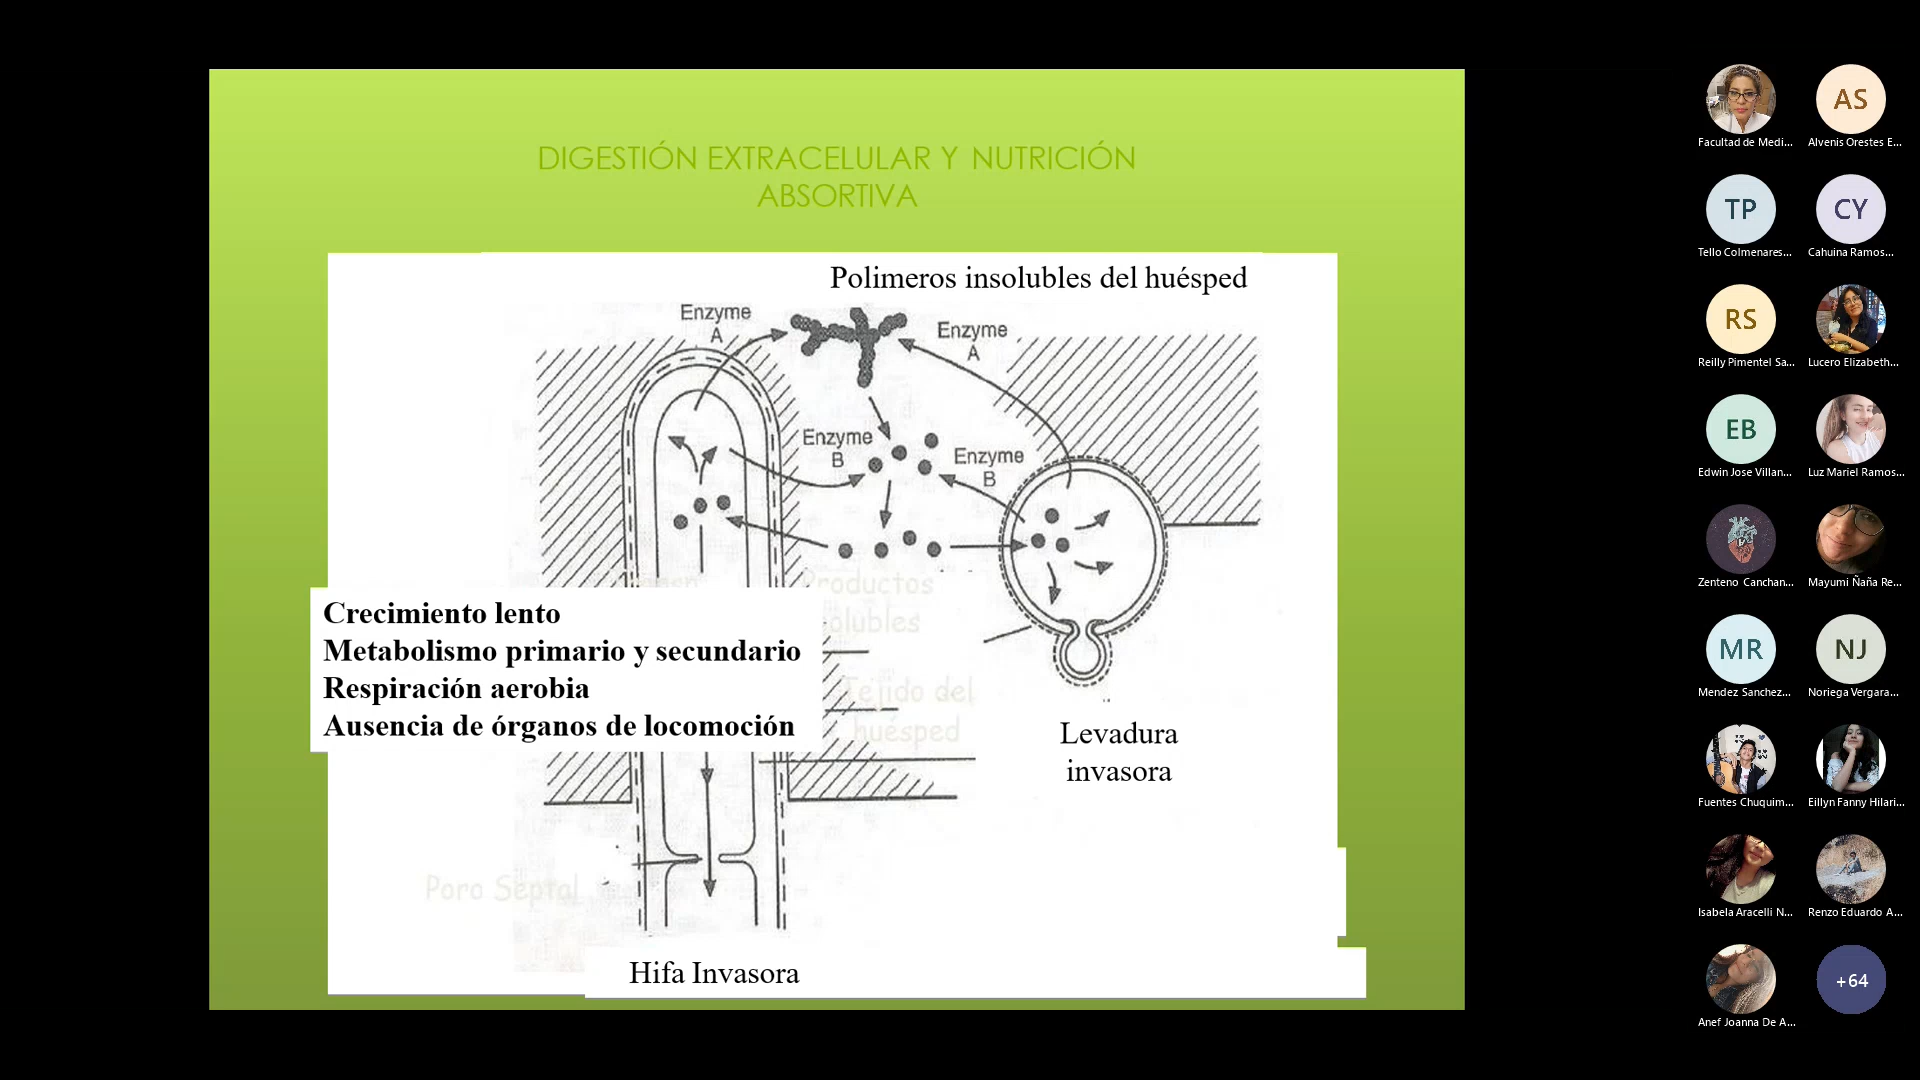 DIGESTIÓN EXTRACELULAR Y NUTRICIÓN
ABSORTIVA
Polimeros insolubles del huésped
Enzyme
A
Enzyme
A
Enzyme
B
Enzyme
B
Productos
olubles
Crecimiento lento
Metabolismo primario y secundario
Respiración aerobia
Ausencia de órganos de locomoción
Tejido del
huésped
Levadura
invasora
Poro Septal
Hifa Invasora
Facultad de Medi...
AS
Alvenis Orestes E...
TP
Tello Colmenares...
CY
Cahuina Ramos...
RS
Reilly Pimentel Sa...
Lucero Elizabeth...
EB
Edwin Jose Villan...
Luz Mariel Ramos...
Zenteno Canchan...
Mayumi Ñaña Re...
MR
Mendez Sanchez...
NJ
Noriega Vergara...
Fuentes Chuquim...
Eillyn Fanny Hilari...
Isabela Aracelli N...
Renzo Eduardo A...
Anef Joanna De A...
+64